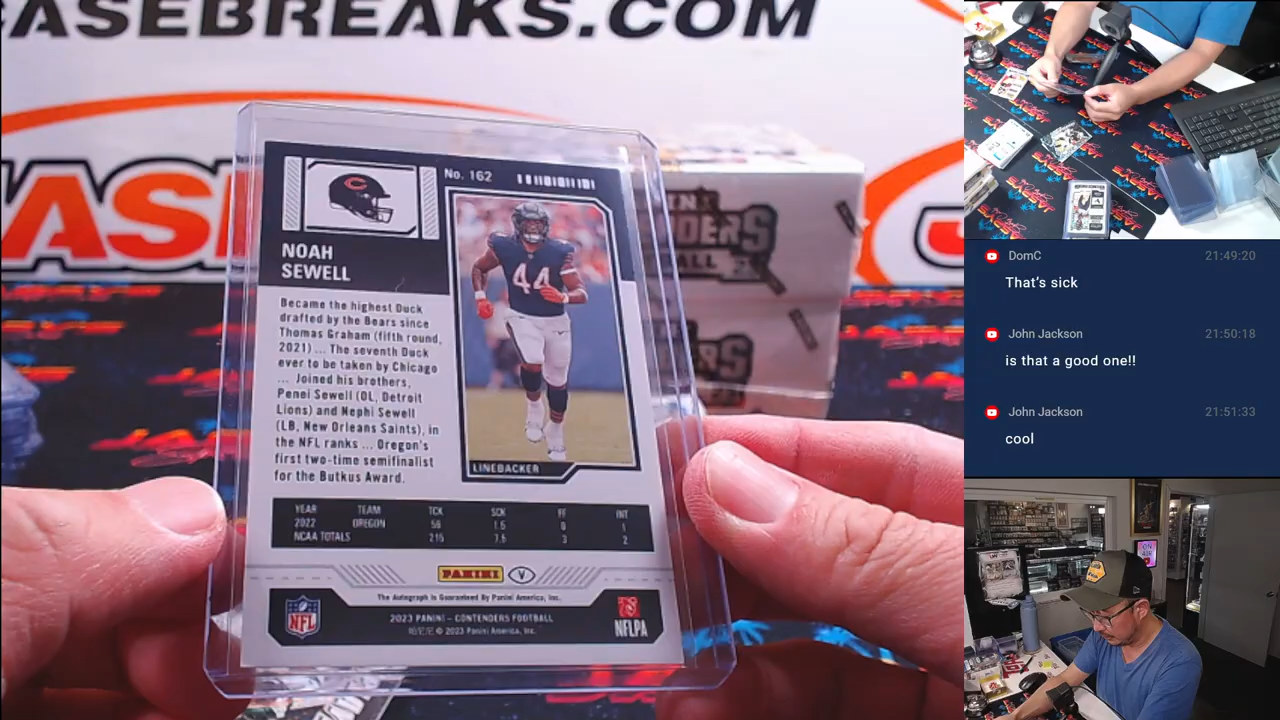 CASEBREAKS.COM
JASI
No. 162
NOAH
SEWELL
Became the highest Duck
drafted by the Bears since
Thomas Graham (fifth round,
2021) ... The seventh Duck
ever to be taken by Chicago
... Joined his brothers,
Penei Sewell (OL, Detroit
Lions) and Nephi Sewell
(LB, New Orleans Saints), in
the NFL ranks ... Oregon's
first two-time semifinalist
for the Butkus Award.
44
LINEBACKER
YEAR TEAM TCK SCK FF INT
2022 OREGON 56 1.5 0 1
NCAA TOTALS 215 7.5 3 2
PANINI V
The Autograph is Guaranteed By Panini America, Inc.
NFL
2023 PANINI – CONTENDERS FOOTBALL
© 2023 Panini America, Inc.
NFLPA
DomC 21:49:20
That's sick
John Jackson 21:50:18
is that a good one!!
John Jackson 21:51:33
cool